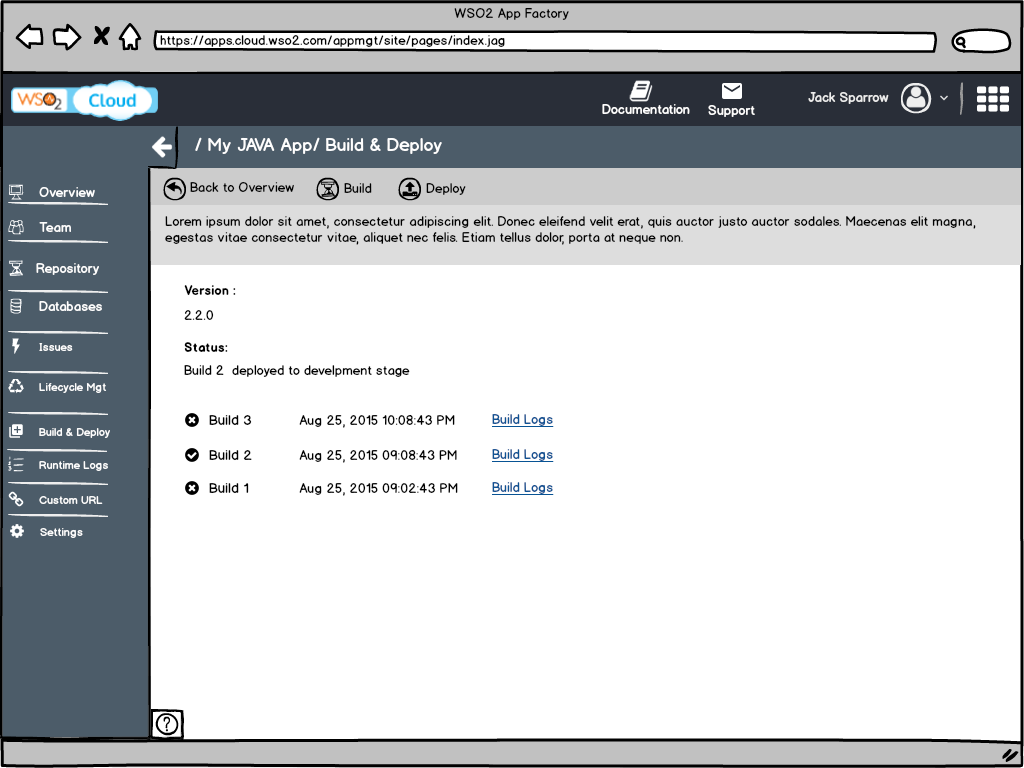 WSO2 App Factory
https://apps.cloud.wso2.com/appmgt/site/pages/index.jag
WSO2 Cloud
Documentation
Support
Jack Sparrow
/ My JAVA App/ Build & Deploy
Back to Overview
Build
Deploy
Lorem ipsum dolor sit amet, consectetur adipiscing elit. Donec eleifend velit erat, quis auctor justo auctor sodales. Maecenas elit magna,
egestas vitae consectetur vitae, aliquet nec felis. Etiam tellus dolor, porta at neque non.
Overview
Team
Repository
Databases
Issues
Lifecycle Mgt
Build & Deploy
Runtime Logs
Custom URL
Settings
Version :
2.2.0
Status:
Build 2 deployed to develpment stage
Build 3 Aug 25, 2015 10:08:43 PM Build Logs
Build 2 Aug 25, 2015 09:08:43 PM Build Logs
Build 1 Aug 25, 2015 09:02:43 PM Build Logs
?